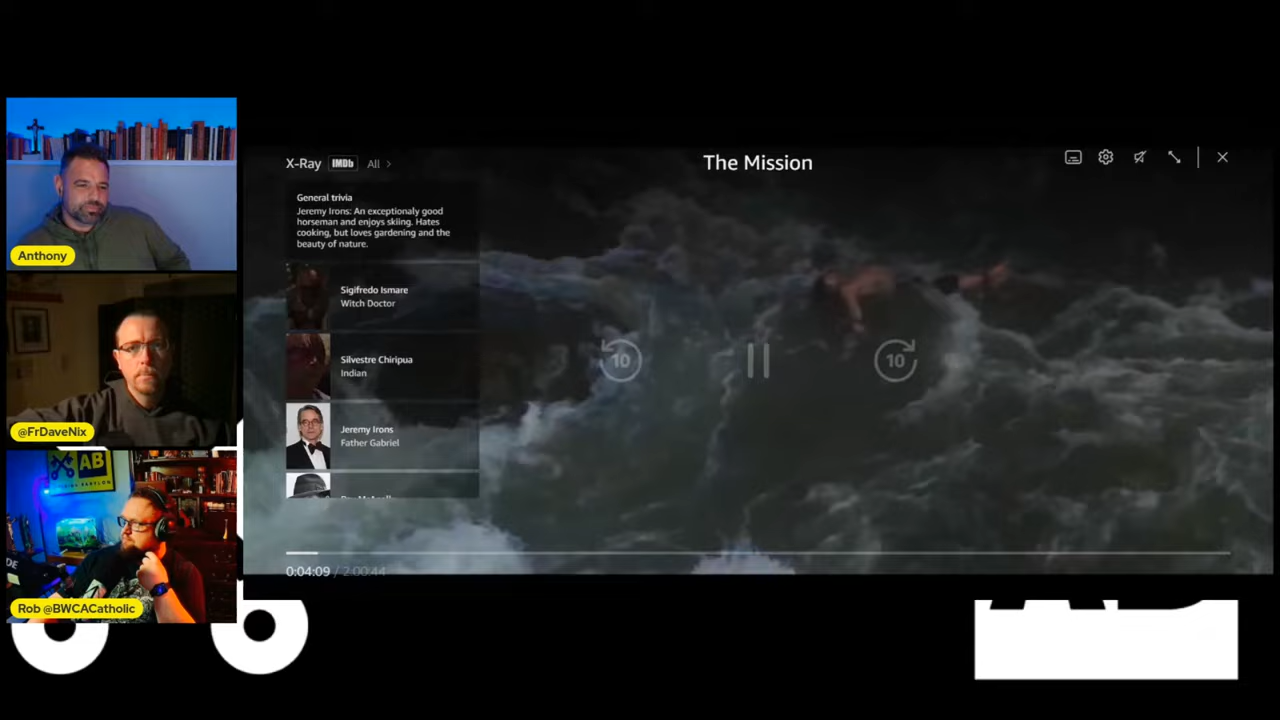 Anthony
@FrDaveNix
AB
Rob @BWCACatholic
X-Ray IMDb All
The Mission
General trivia
Jeremy Irons: An exceptionaly good
horseman and enjoys skiing. Hates
cooking, but loves gardening and the
beauty of nature.
Sigifredo Ismare
Witch Doctor
Silvestre Chiripua
Indian
Jeremy Irons
Father Gabriel
10
10
0:04:09 / 2:00:44